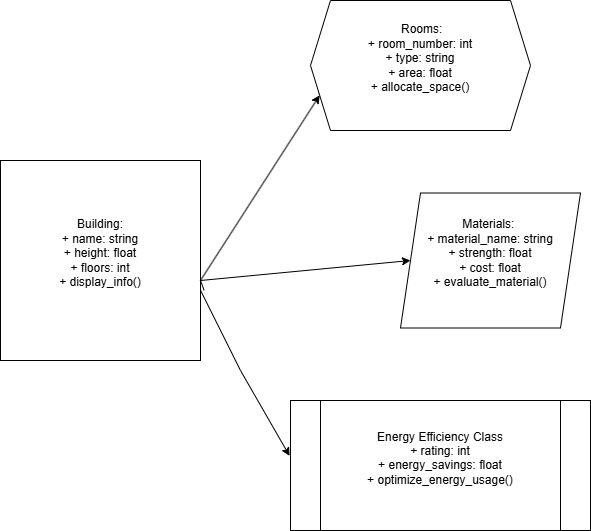 Rooms:
+ room_number: int
+ type: string
+ area: float
+ allocate_space()
Building:
+ name: string
+ height: float
+ floors: int
+ display_info()
Materials:
+ material_name: string
+ strength: float
+ cost: float
+ evaluate_material()
Energy Efficiency Class
+ rating: int
+ energy_savings: float
+ optimize_energy_usage()